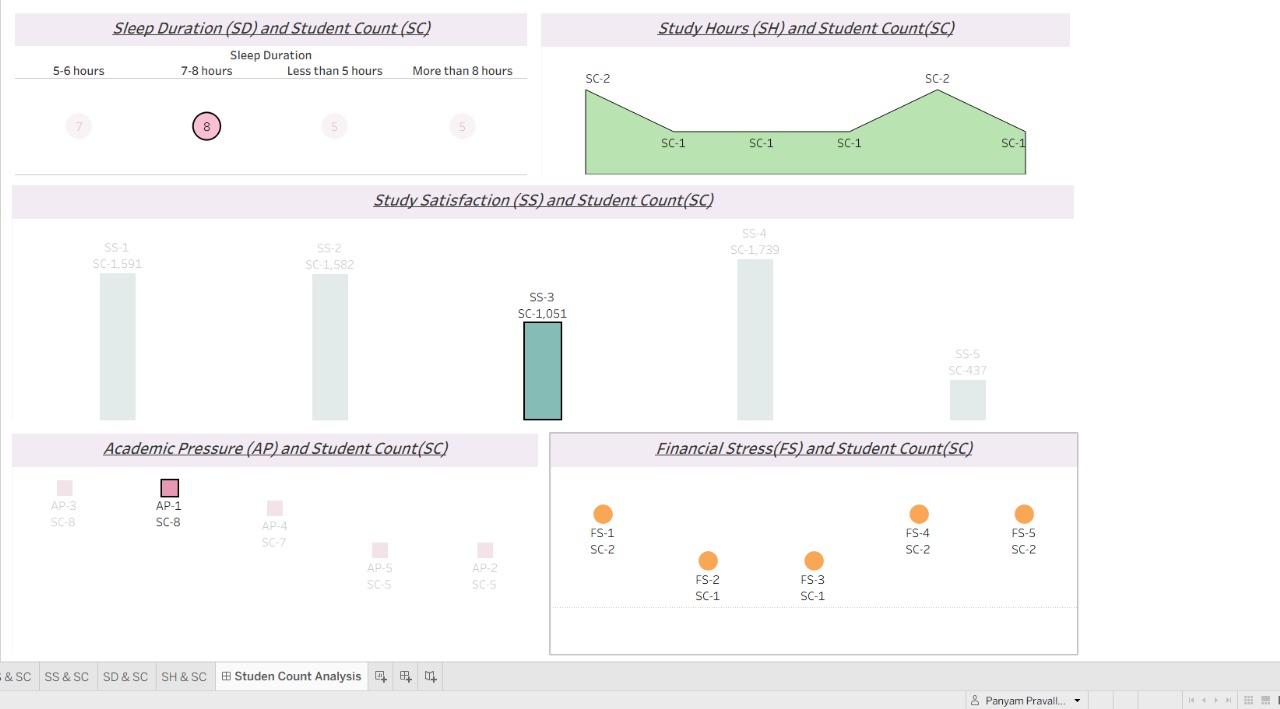 Sleep Duration (SD) and Student Count (SC)
Sleep Duration
5-6 hours 7-8 hours Less than 5 hours More than 8 hours
7 8 5 5
Study Hours (SH) and Student Count(SC)
SC-2 SC-2
SC-1 SC-1 SC-1 SC-1
Study Satisfaction (SS) and Student Count(SC)
SS-1
SC-1,591
SS-2
SC-1,582
SS-3
SC-1,051
SS-4
SC-1,739
SS-5
SC-437
Academic Pressure (AP) and Student Count(SC)
AP-3
SC-8
AP-1
SC-8
AP-4
SC-7
AP-5
SC-5
AP-2
SC-5
Financial Stress(FS) and Student Count(SC)
FS-1
SC-2
FS-2
SC-1
FS-3
SC-1
FS-4
SC-2
FS-5
SC-2
& SC SS & SC SD & SC SH & SC Studen Count Analysis
Panyam Pravall...